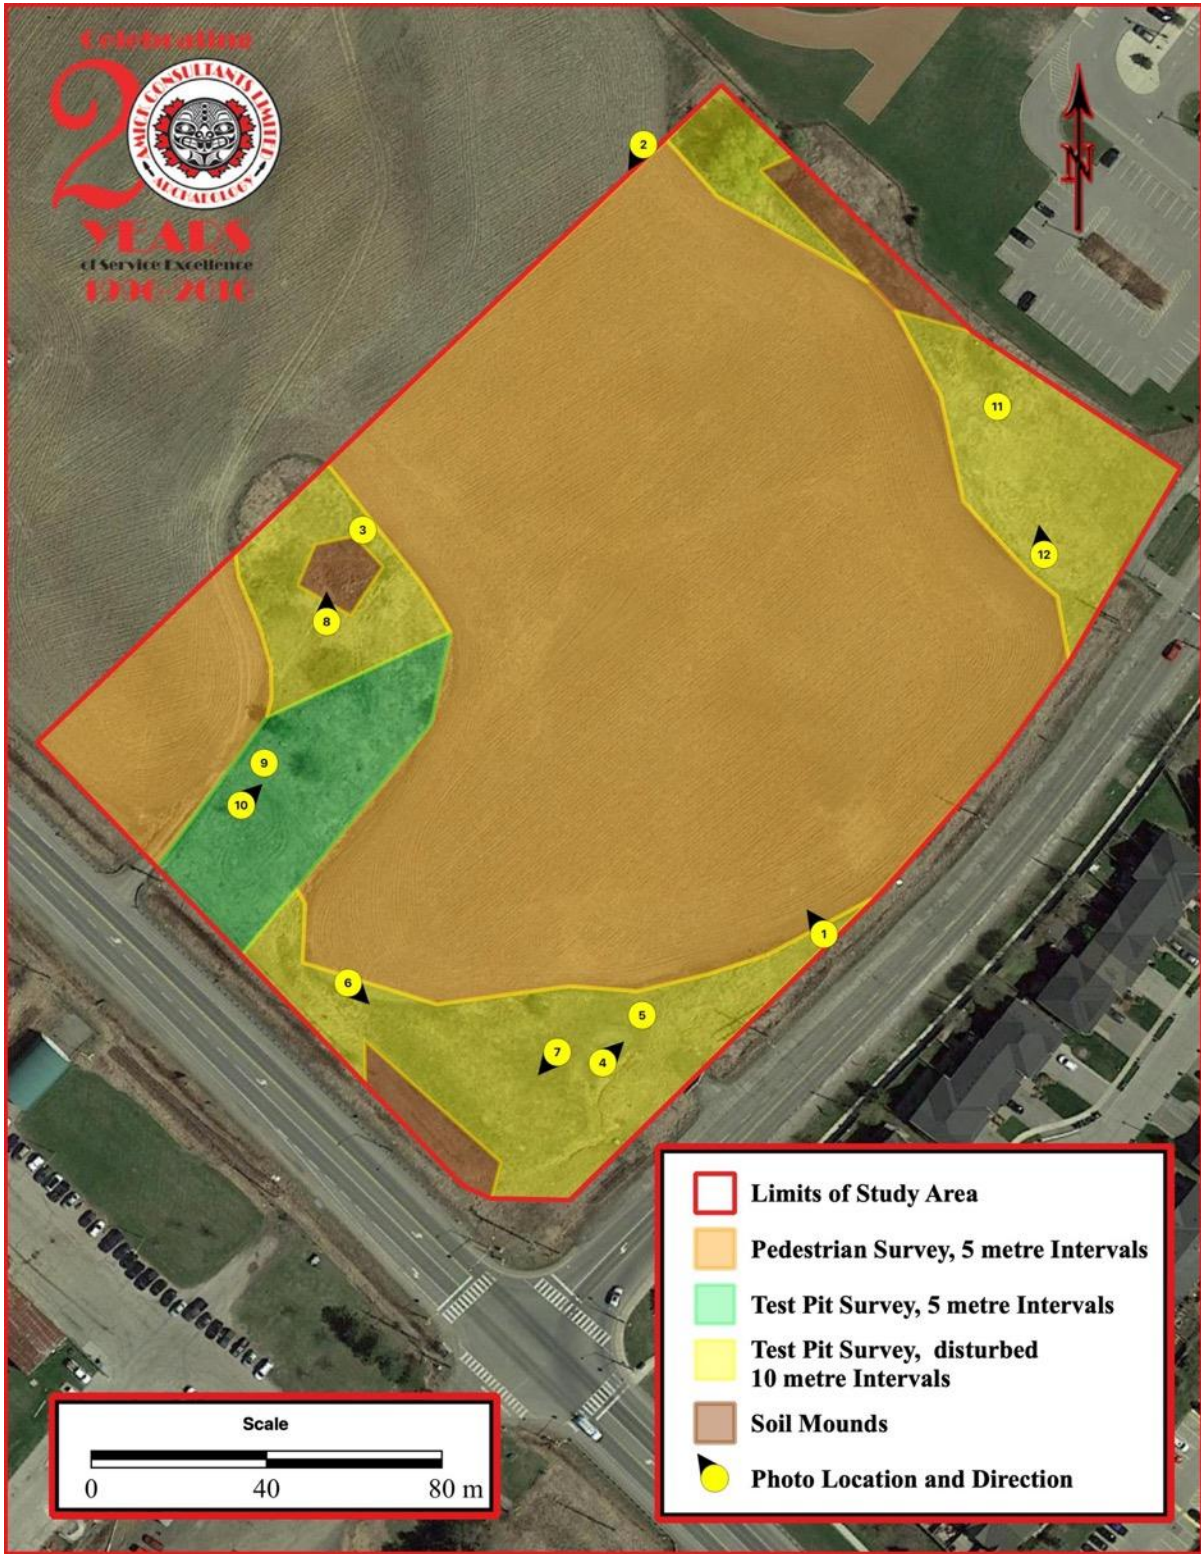 Celebrating
20
AMICK CONSULTANTS LIMITED
ARCHAEOLOGY
YEARS
of Service Excellence
1996-2016
N
2
11
3
12
8
9
10
1
6
5
7
4
Limits of Study Area
Pedestrian Survey, 5 metre Intervals
Test Pit Survey, 5 metre Intervals
Test Pit Survey, disturbed
10 metre Intervals
Soil Mounds
Photo Location and Direction
Scale
0 40 80 m